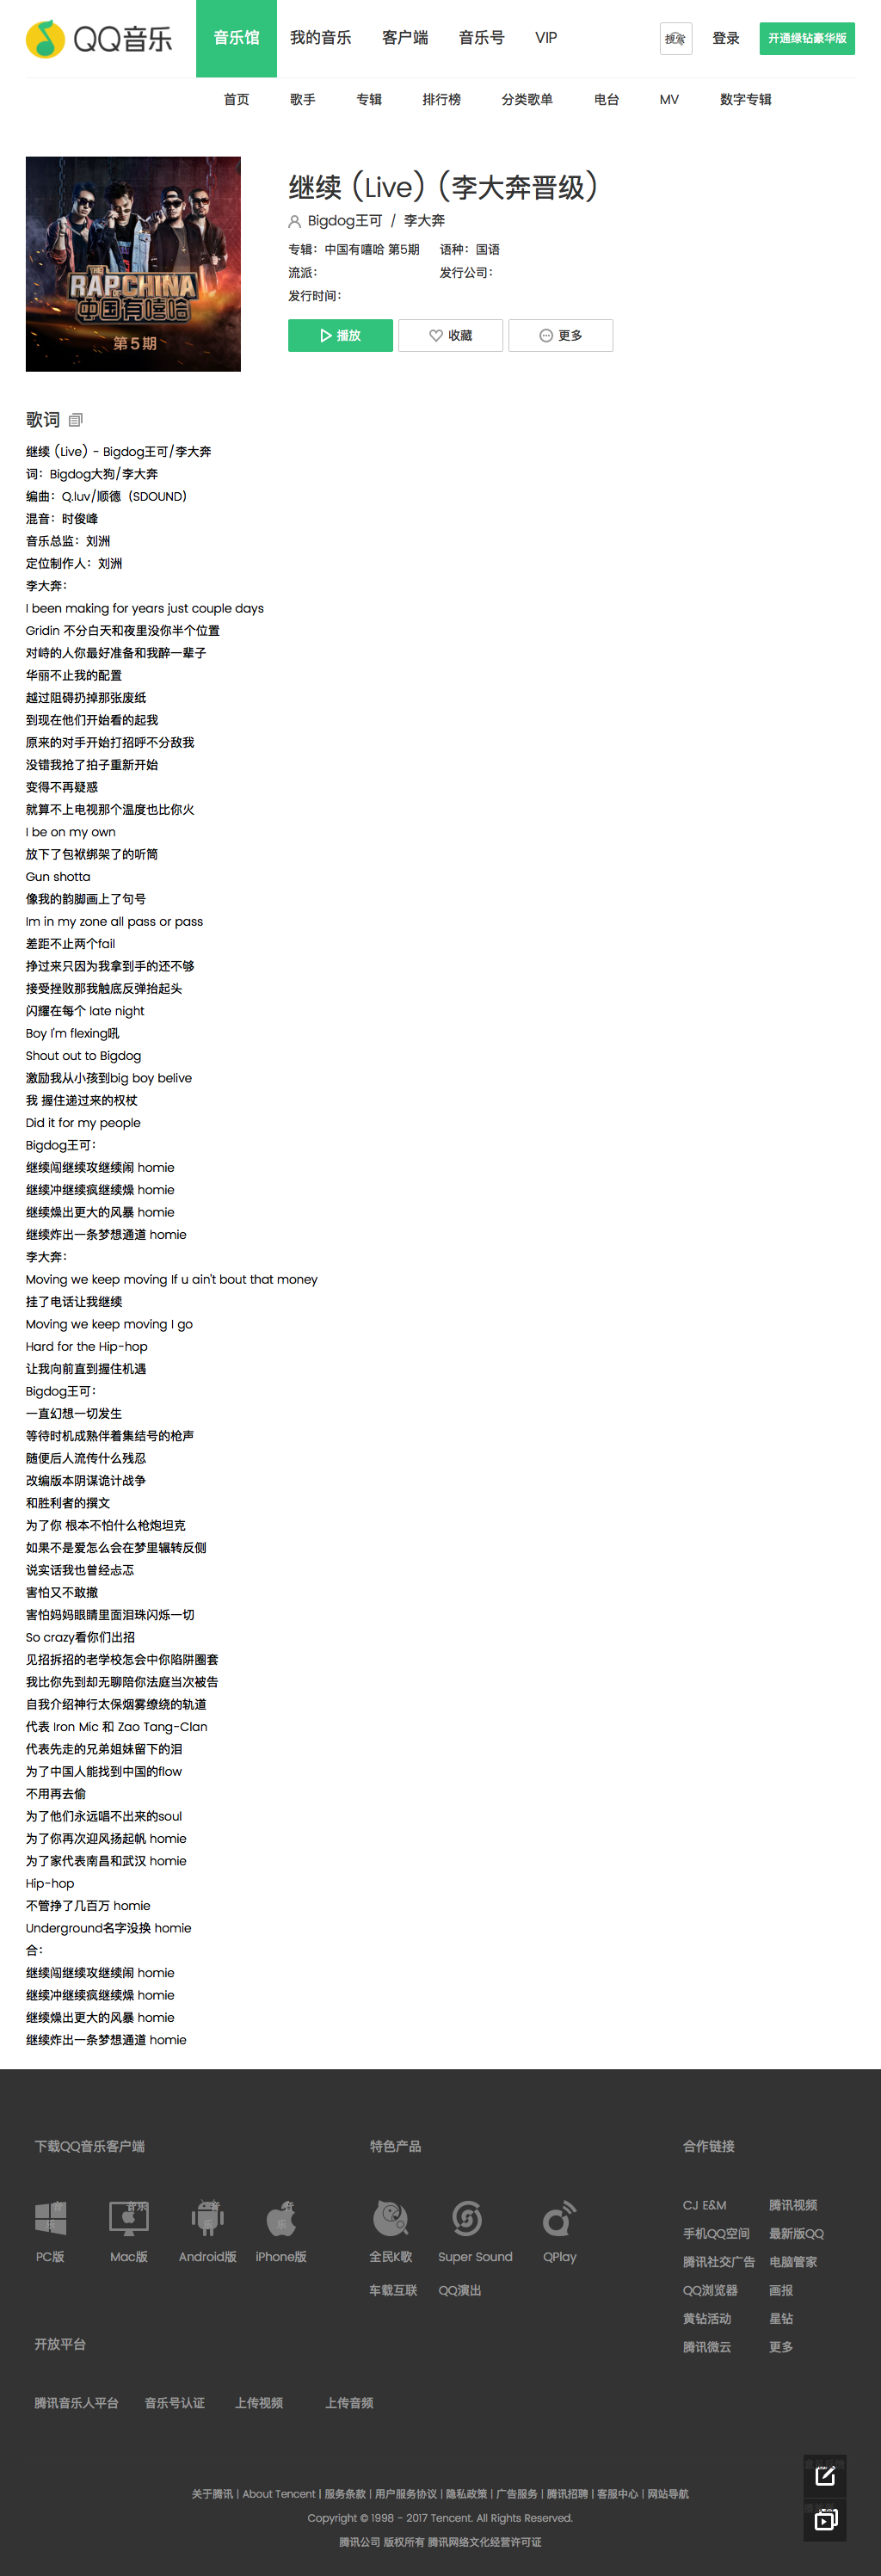 QQ音乐
音乐馆 我的音乐 客户端 音乐号 VIP 搜索 登录 开通绿钻豪华版
首页 歌手 专辑 排行榜 分类歌单 电台 MV 数字专辑
THE RAP OF CHINA
中国有嘻哈
第5期
继续 (Live) (李大奔晋级)
Bigdog王可 / 李大奔
专辑：中国有嘻哈 第5期 语种：国语
流派： 发行公司：
发行时间：
播放 收藏 更多
歌词
继续 (Live) - Bigdog王可/李大奔
词：Bigdog大狗/李大奔
编曲：Q.luv/顺德 (SDOUND)
混音：时俊峰
音乐总监：刘洲
定位制作人：刘洲
李大奔：
I been making for years just couple days
Gridin 不分白天和夜里没你半个位置
对峙的人你最好准备和我醉一辈子
华丽不止我的配置
越过阻碍扔掉那张废纸
到现在他们开始看的起我
原来的对手开始打招呼不分敌我
没错我抢了拍子重新开始
变得不再疑惑
就算不上电视那个温度也比你火
I be on my own
放下了包袱绑架了的听筒
Gun shotta
像我的韵脚画上了句号
Im in my zone all pass or pass
差距不止两个fail
挣过来只因为我拿到手的还不够
接受挫败那我触底反弹抬起头
闪耀在每个 late night
Boy I'm flexing吼
Shout out to Bigdog
激励我从小孩到big boy belive
我 握住递过来的权杖
Did it for my people
Bigdog王可：
继续闯继续攻继续闹 homie
继续冲继续疯继续燥 homie
继续燥出更大的风暴 homie
继续炸出一条梦想通道 homie
李大奔：
Moving we keep moving If u ain't bout that money
挂了电话让我继续
Moving we keep moving I go
Hard for the Hip-hop
让我向前直到握住机遇
Bigdog王可：
一直幻想一切发生
等待时机成熟伴着集结号的枪声
随便后人流传什么残忍
改编版本阴谋诡计战争
和胜利者的撰文
为了你 根本不怕什么枪炮坦克
如果不是爱怎么会在梦里辗转反侧
说实话我也曾经忐忑
害怕又不敢撤
害怕妈妈眼睛里面泪珠闪烁一切
So crazy看你们出招
见招拆招的老学校怎会中你陷阱圈套
我比你先到却无聊陪你法庭当次被告
自我介绍神行太保烟雾缭绕的轨道
代表 Iron Mic 和 Zao Tang-Clan
代表先走的兄弟姐妹留下的泪
为了中国人能找到中国的flow
不用再去偷
为了他们永远唱不出来的soul
为了你再次迎风扬起帆 homie
为了家代表南昌和武汉 homie
Hip-hop
不管挣了几百万 homie
Underground名字没换 homie
合：
继续闯继续攻继续闹 homie
继续冲继续疯继续燥 homie
继续燥出更大的风暴 homie
继续炸出一条梦想通道 homie
下载QQ音乐客户端 特色产品 合作链接
音乐 音乐 音乐 音乐
PC版 Mac版 Android版 iPhone版
全民K歌 Super Sound QPlay
车载互联 QQ演出
CJ E&M 腾讯视频
手机QQ空间 最新版QQ
腾讯社交广告 电脑管家
QQ浏览器 画报
黄钻活动 星钻
腾讯微云 更多
开放平台
腾讯音乐人平台 音乐号认证 上传视频 上传音频
关于腾讯 | About Tencent | 服务条款 | 用户服务协议 | 隐私政策 | 广告服务 | 腾讯招聘 | 客服中心 | 网站导航
Copyright © 1998 - 2017 Tencent. All Rights Reserved.
腾讯公司 版权所有 腾讯网络文化经营许可证